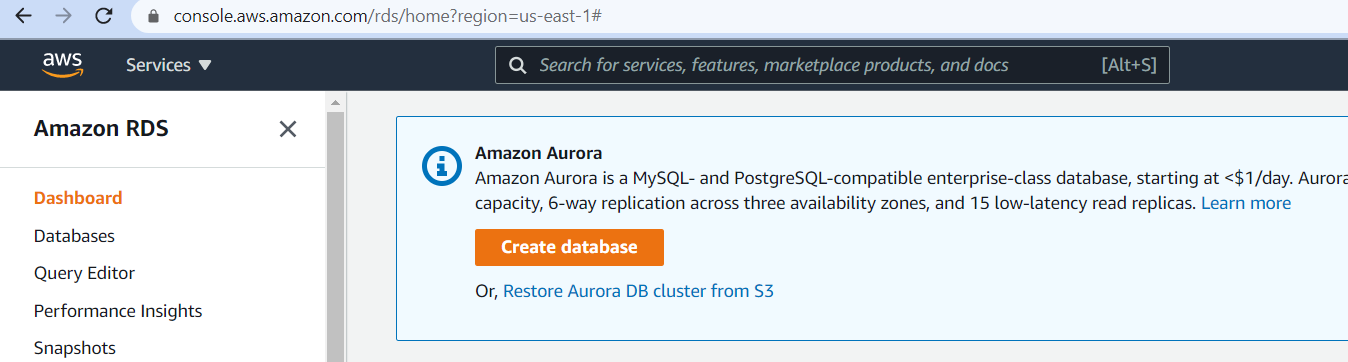 console.aws.amazon.com/rds/home?region=us-east-1#
aws
Services
Search for services, features, marketplace products, and docs
[Alt+S]
Amazon RDS
Dashboard
Databases
Query Editor
Performance Insights
Snapshots
Amazon Aurora
Amazon Aurora is a MySQL- and PostgreSQL-compatible enterprise-class database, starting at <$1/day. Aurora
capacity, 6-way replication across three availability zones, and 15 low-latency read replicas. Learn more
Create database
Or, Restore Aurora DB cluster from S3